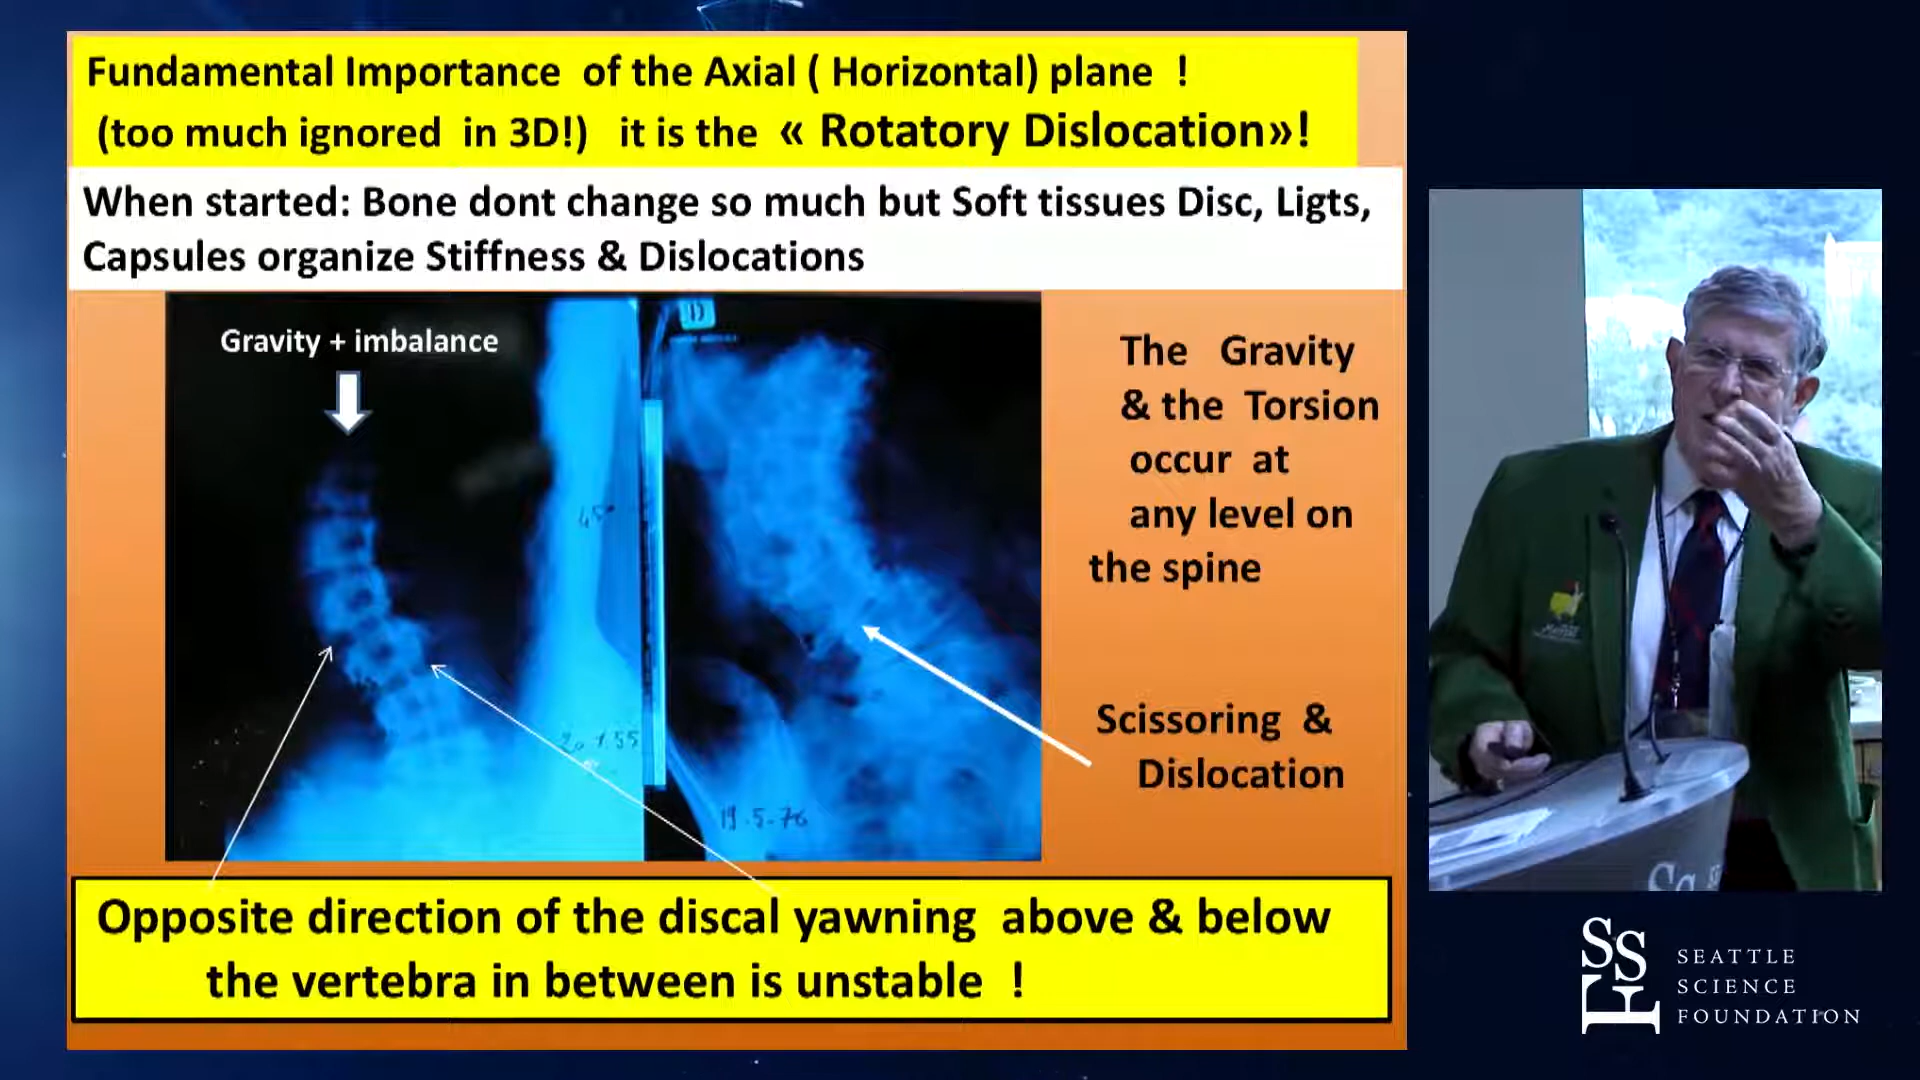 Fundamental Importance of the Axial ( Horizontal) plane !
(too much ignored in 3D!) it is the « Rotatory Dislocation»!
When started: Bone dont change so much but Soft tissues Disc, Ligts,
Capsules organize Stiffness & Dislocations
Gravity + imbalance
D
45°
19.5.76
The Gravity
& the Torsion
occur at
any level on
the spine
Scissoring &
Dislocation
Opposite direction of the discal yawning above & below
the vertebra in between is unstable !
SSF
SEATTLE
SCIENCE
FOUNDATION